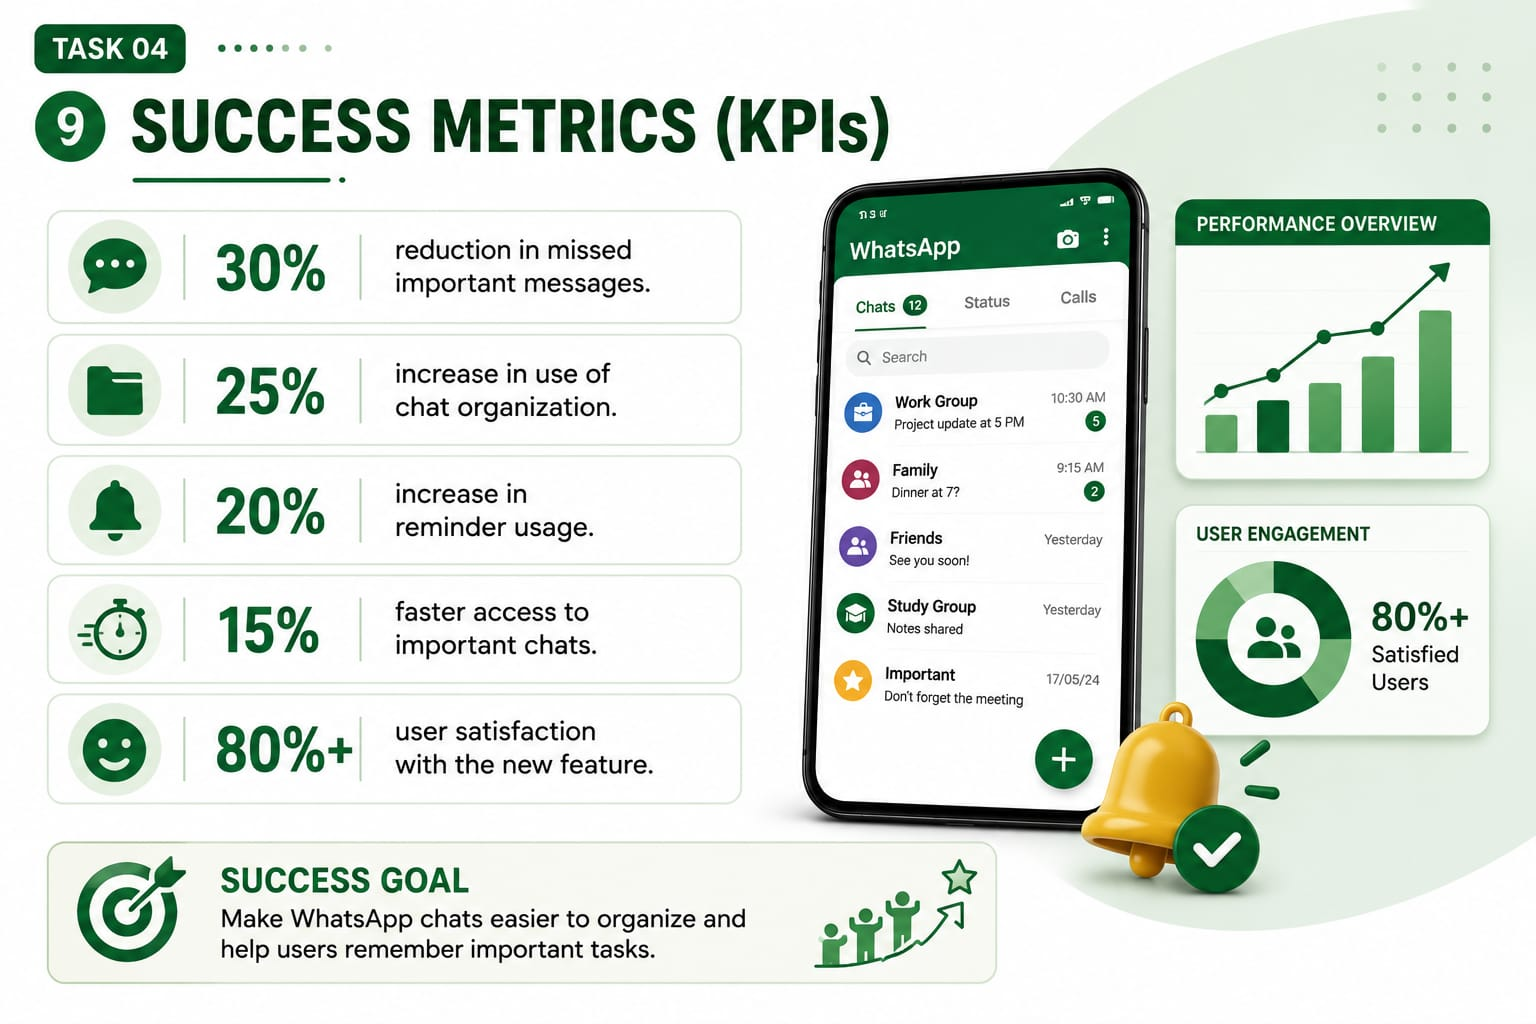 TASK 04
9 SUCCESS METRICS (KPIs)
30%
reduction in missed
important messages.
25%
increase in use of
chat organization.
20%
increase in
reminder usage.
15%
faster access to
important chats.
80%+
user satisfaction
with the new feature.
SUCCESS GOAL
Make WhatsApp chats easier to organize and
help users remember important tasks.
WhatsApp
Chats 12 Status Calls
Search
Work Group 10:30 AM
Project update at 5 PM 5
Family 9:15 AM
Dinner at 7? 2
Friends Yesterday
See you soon!
Study Group Yesterday
Notes shared
Important 17/05/24
Don't forget the meeting
PERFORMANCE OVERVIEW
USER ENGAGEMENT
80%+
Satisfied
Users